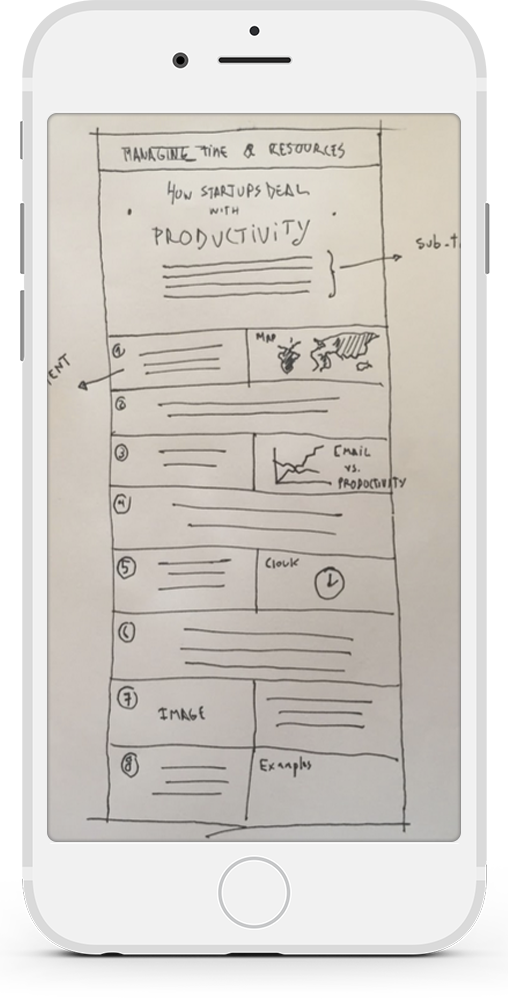 MANAGING TIME & RESOURCES
HOW STARTUPS DEAL
WITH
PRODUCTIVITY
sub-t
1
MAP
TENT
2
3
EMAIL
vs.
PRODUCTIVITY
4
5
Clock
6
7
IMAGE
8
Examples